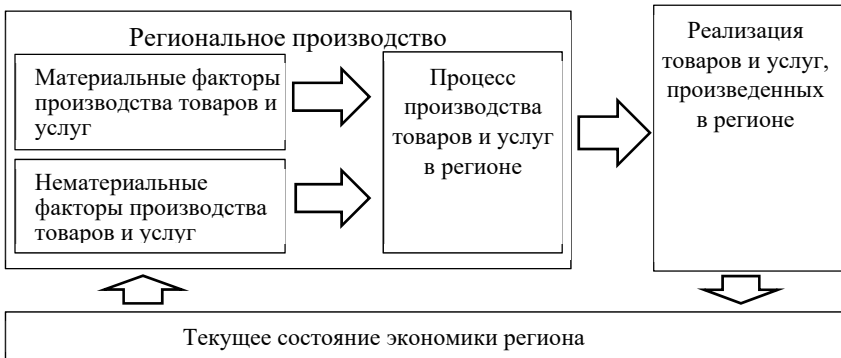 Региональное производство
Материальные факторы
производства товаров и
услуг
Нематериальные
факторы производства
товаров и услуг
Процесс
производства
товаров и услуг
в регионе
Реализация
товаров и услуг,
произведенных
в регионе
Текущее состояние экономики региона